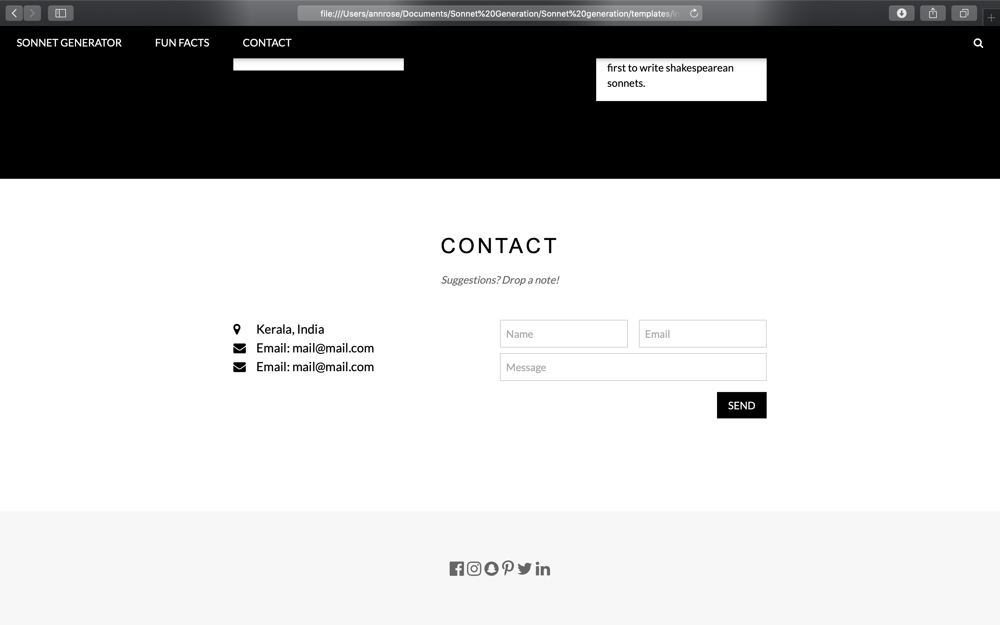 file:///Users/annrose/Documents/Sonnet%20Generation/Sonnet%20generation/templates/in
SONNET GENERATOR
FUN FACTS
CONTACT
first to write shakespearean
sonnets.
CONTACT
Suggestions? Drop a note!
Kerala, India
Email: mail@mail.com
Email: mail@mail.com
Name
Email
Message
SEND